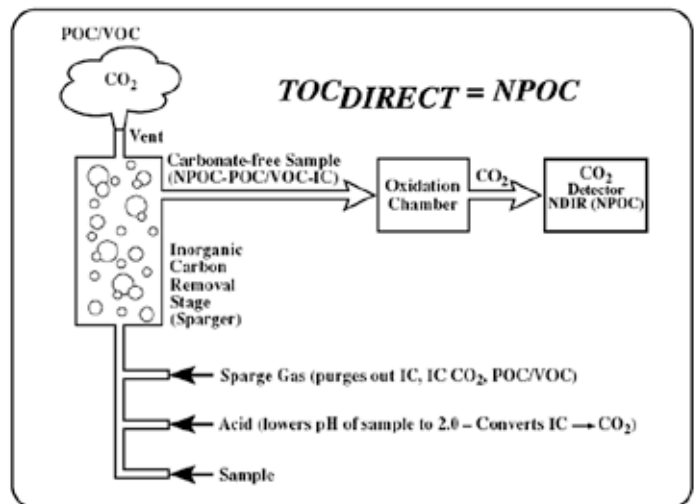 POC/VOC
CO₂
TOC_DIRECT = NPOC
Vent
Carbonate-free Sample
(NPOC-POC/VOC-IC)
Oxidation
Chamber
CO₂
CO₂
Detector
NDIR (NPOC)
Inorganic
Carbon
Removal
Stage
(Sparger)
Sparge Gas (purges out IC, IC CO₂, POC/VOC)
Acid (lowers pH of sample to 2.0 – Converts IC → CO₂)
Sample